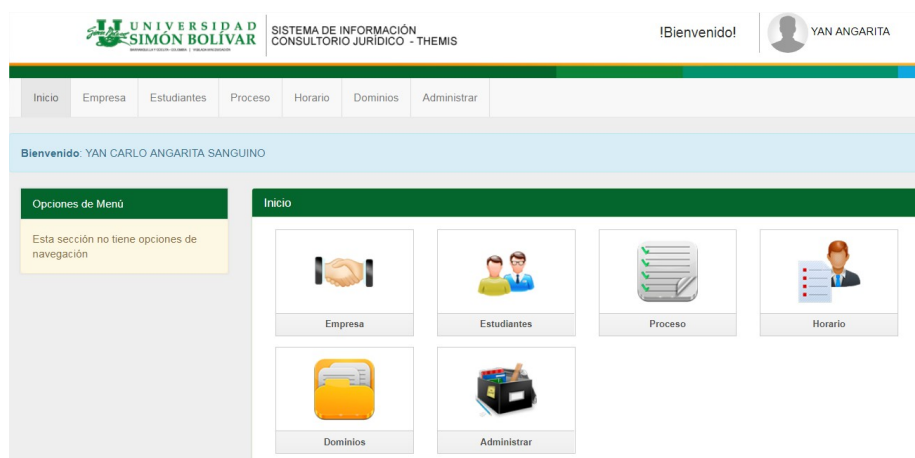 UNIVERSIDAD
SIMÓN BOLÍVAR
SISTEMA DE INFORMACIÓN
CONSULTORIO JURÍDICO - THEMIS
!Bienvenido!
YAN ANGARITA
Inicio
Empresa
Estudiantes
Proceso
Horario
Dominios
Administrar
Bienvenido: YAN CARLO ANGARITA SANGUINO
Opciones de Menú
Esta sección no tiene opciones de
navegación
Inicio
Empresa
Estudiantes
Proceso
Horario
Dominios
Administrar